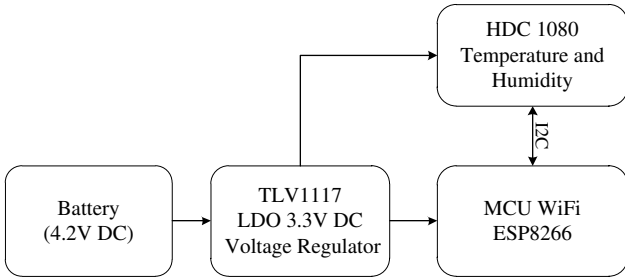 HDC 1080
Temperature and
Humidity
I2C
Battery
(4.2V DC)
TLV1117
LDO 3.3V DC
Voltage Regulator
MCU WiFi
ESP8266